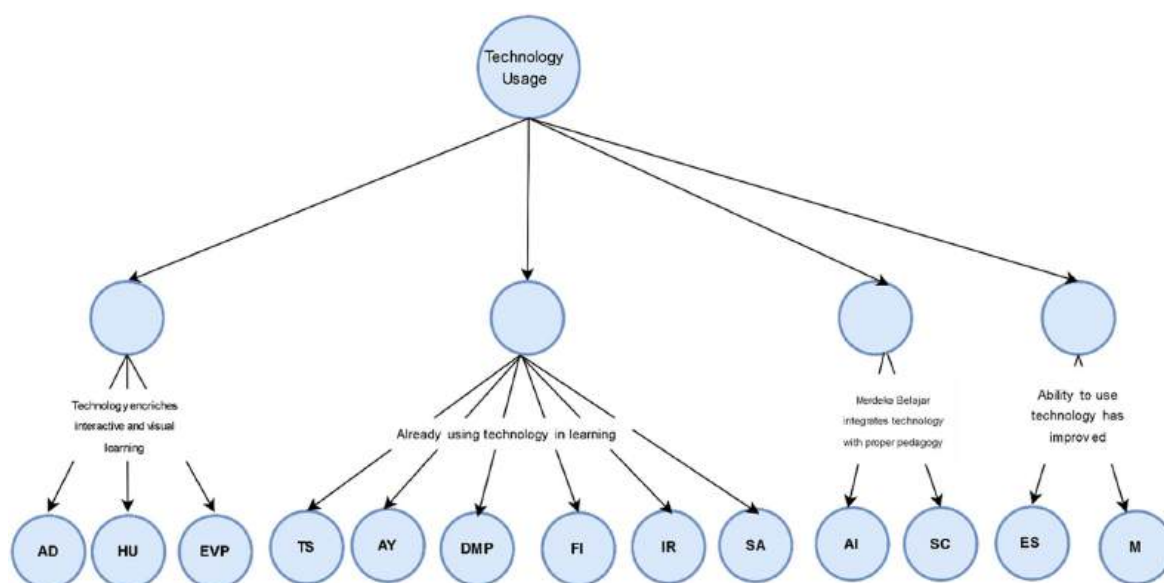 Technology
Usage
Technology enrriches
interactive and visual
learning
Already using technology in learning
Merdeka Belajar
integrates technology
with proper pedagogy
Ability to use
technology has
improved
AD
HU
EVP
TS
AY
DMP
FI
IR
SA
AI
SC
ES
M